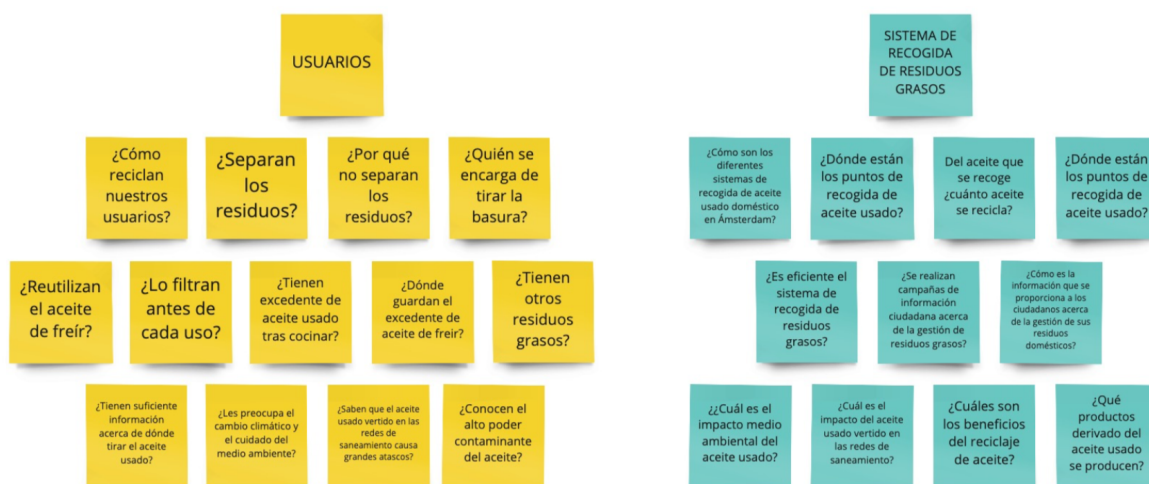 USUARIOS
¿Cómo
reciclan
nuestros
usuarios?
¿Separan
los
residuos?
¿Por qué
no separan
los
residuos?
¿Quién se
encarga de
tirar la
basura?
¿Reutilizan
el aceite
de freír?
¿Lo filtran
antes de
cada uso?
¿Tienen
excedente de
aceite usado
tras cocinar?
¿Dónde
guardan el
excedente de
aceite de freir?
¿Tienen
otros
residuos
grasos?
¿Tienen suficiente
información
acerca de dónde
tirar el aceite
usado?
¿Les preocupa el
cambio climático y
el cuidado del
medio ambiente?
¿Saben que el aceite
usado vertido en las
redes de
saneamiento causa
grandes atascos?
¿Conocen el
alto poder
contaminante
del aceite?
SISTEMA DE
RECOGIDA
DE RESIDUOS
GRASOS
¿Cómo son los
diferentes
sistemas de
recogida de aceite
usado doméstico
en Ámsterdam?
¿Dónde están
los puntos de
recogida de
aceite usado?
Del aceite que
se recoge
¿cuánto aceite
se recicla?
¿Dónde están
los puntos de
recogida de
aceite usado?
¿Es eficiente el
sistema de
recogida de
residuos
grasos?
¿Se realizan
campañas de
información
ciudadana acerca
de la gestión de
residuos grasos?
¿Cómo es la
información que se
proporciona a los
ciudadanos acerca
de la gestión de sus
residuos
domésticos?
¿¿Cuál es el
impacto medio
ambiental del
aceite usado?
¿Cuál es el
impacto del aceite
usado vertido en
las redes de
saneamiento?
¿Cuáles son
los beneficios
del reciclaje
de aceite?
¿Qué
productos
derivado del
aceite usado
se producen?